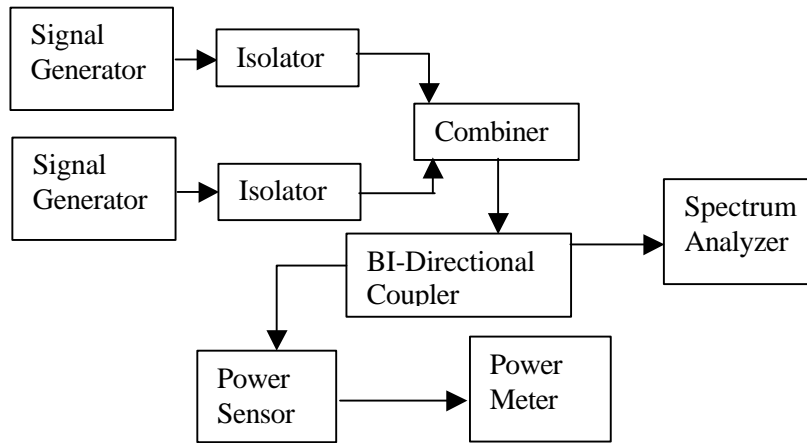 Signal
Generator
Isolator
Combiner
Signal
Generator
Isolator
Spectrum
Analyzer
BI-Directional
Coupler
Power
Sensor
Power
Meter